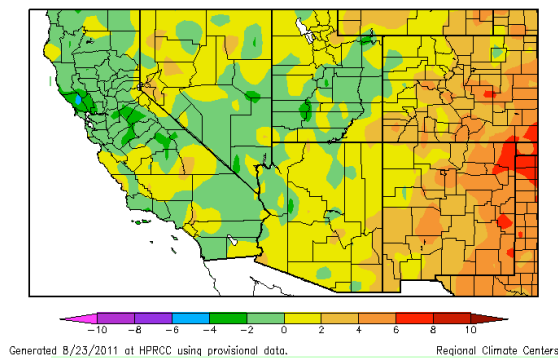 -10 -8 -6 -4 -2 0 2 4 6 8 10
Generated 8/23/2011 at HPRCC using provisional data. Regional Climate Centers